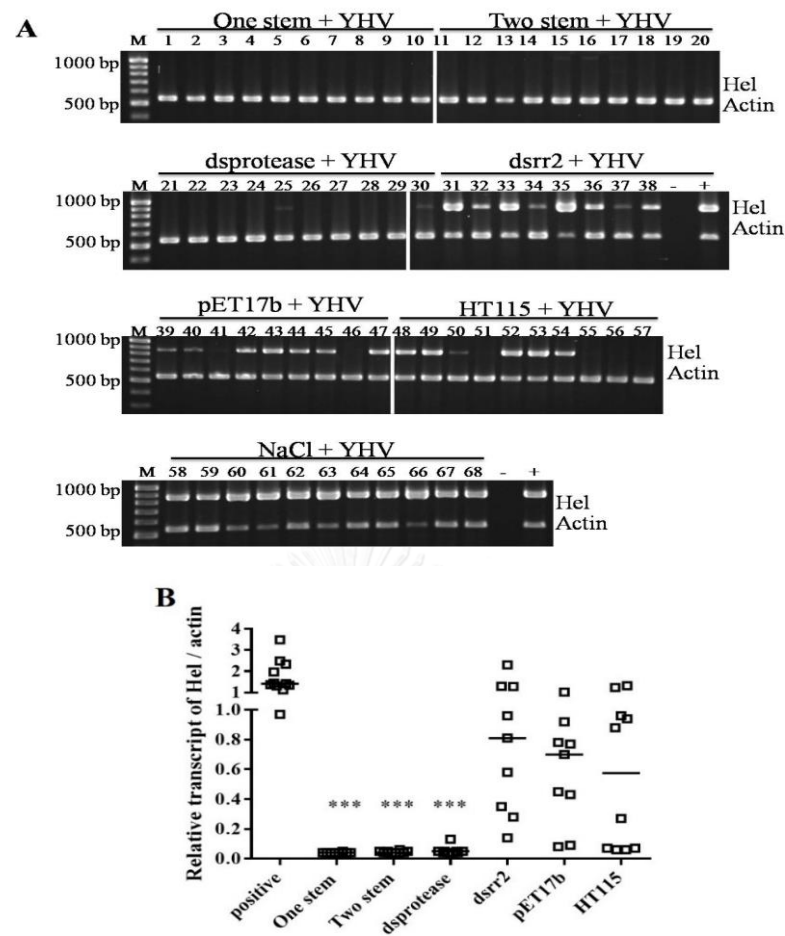 A
One stem + YHV Two stem + YHV
M 1 2 3 4 5 6 7 8 9 10 11 12 13 14 15 16 17 18 19 20
1000 bp
Hel
500 bp
Actin
dsprotease + YHV dsrr2 + YHV
M 21 22 23 24 25 26 27 28 29 30 31 32 33 34 35 36 37 38 - +
1000 bp
Hel
Actin
500 bp
pET17b + YHV HT115 + YHV
M 39 40 41 42 43 44 45 46 47 48 49 50 51 52 53 54 55 56 57
1000 bp
Hel
500 bp
Actin
NaCl + YHV
M 58 59 60 61 62 63 64 65 66 67 68 - +
1000 bp
Hel
Actin
500 bp
B
Relative transcript of Hel / actin
4
3
2
1
1.0
0.8
0.6
0.4
0.2
0.0
*** *** ***
positive One stem Two stem dsprotease dsrr2 pET17b HT115